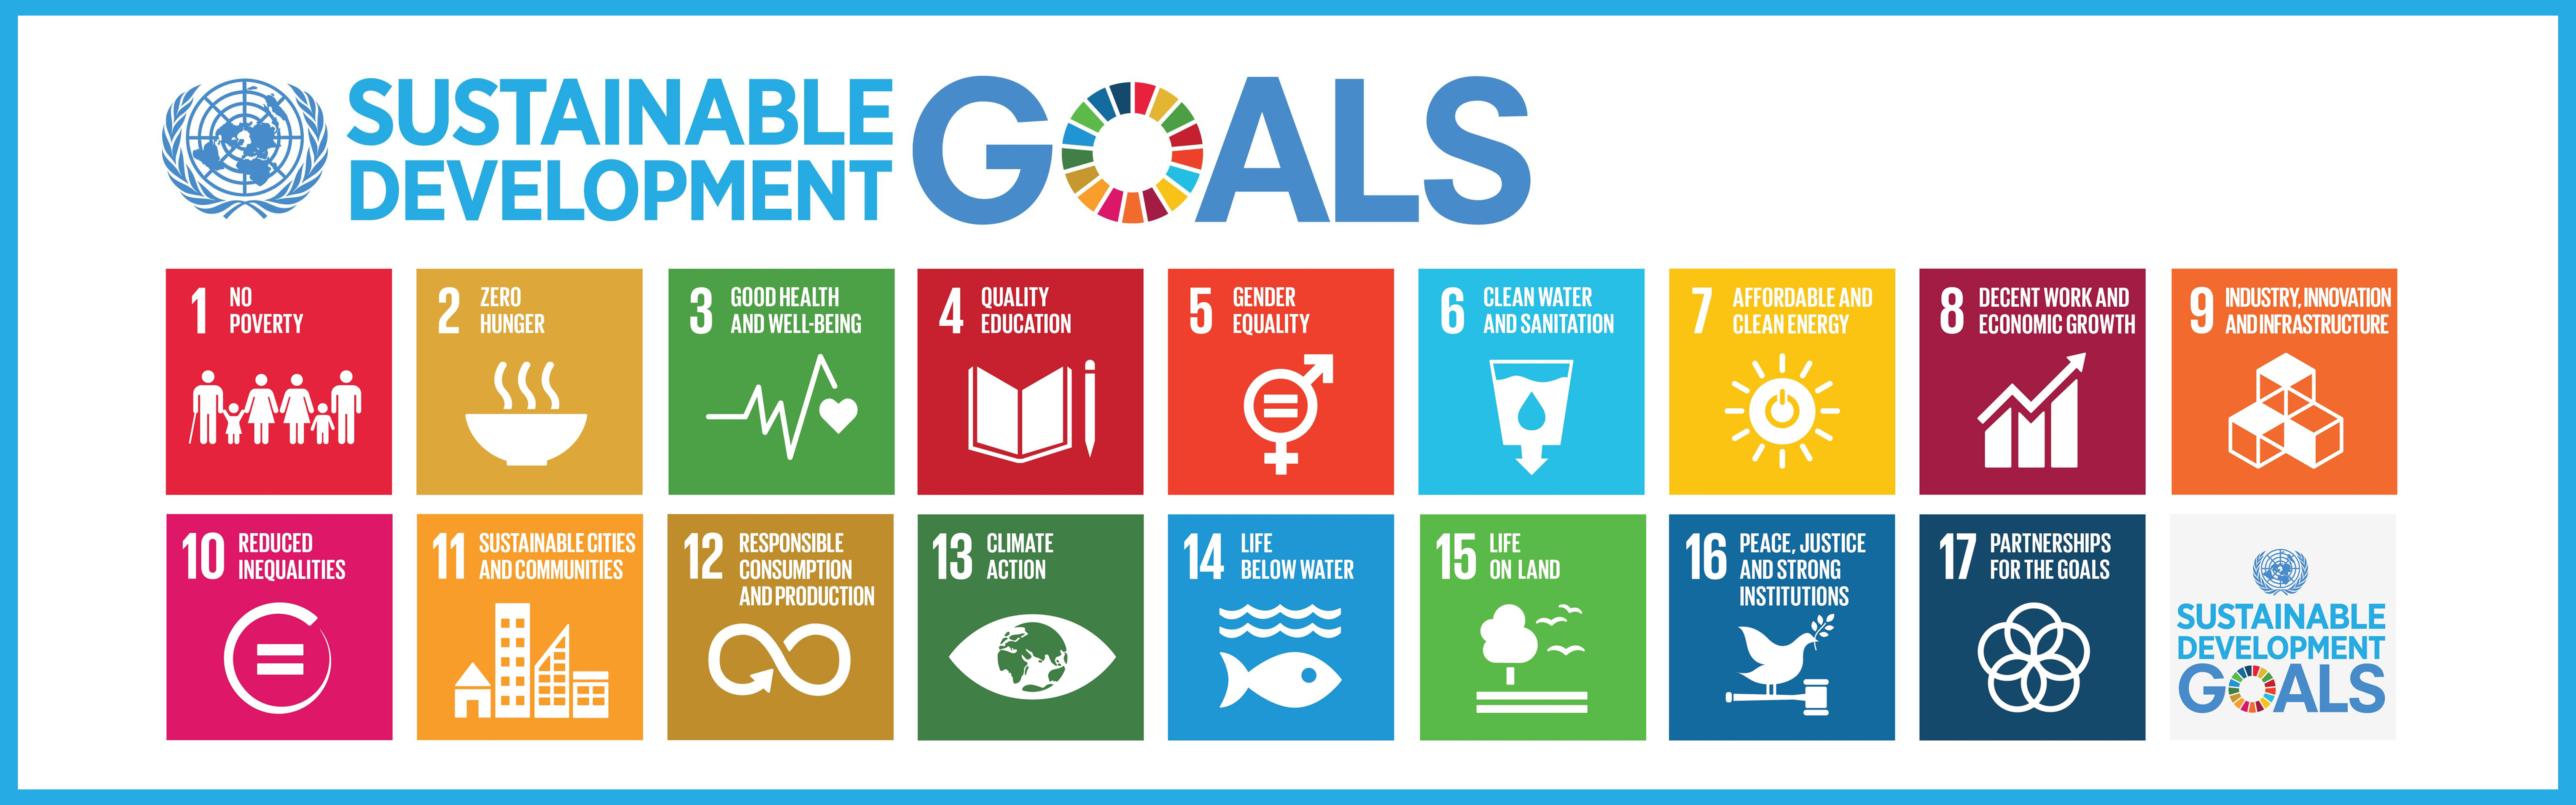 SUSTAINABLE
DEVELOPMENT
GOALS
1 NO
POVERTY
2 ZERO
HUNGER
3 GOOD HEALTH
AND WELL-BEING
4 QUALITY
EDUCATION
5 GENDER
EQUALITY
6 CLEAN WATER
AND SANITATION
7 AFFORDABLE AND
CLEAN ENERGY
8 DECENT WORK AND
ECONOMIC GROWTH
9 INDUSTRY, INNOVATION
AND INFRASTRUCTURE
10 REDUCED
INEQUALITIES
11 SUSTAINABLE CITIES
AND COMMUNITIES
12 RESPONSIBLE
CONSUMPTION
AND PRODUCTION
13 CLIMATE
ACTION
14 LIFE
BELOW WATER
15 LIFE
ON LAND
16 PEACE, JUSTICE
AND STRONG
INSTITUTIONS
17 PARTNERSHIPS
FOR THE GOALS
SUSTAINABLE
DEVELOPMENT
GOALS